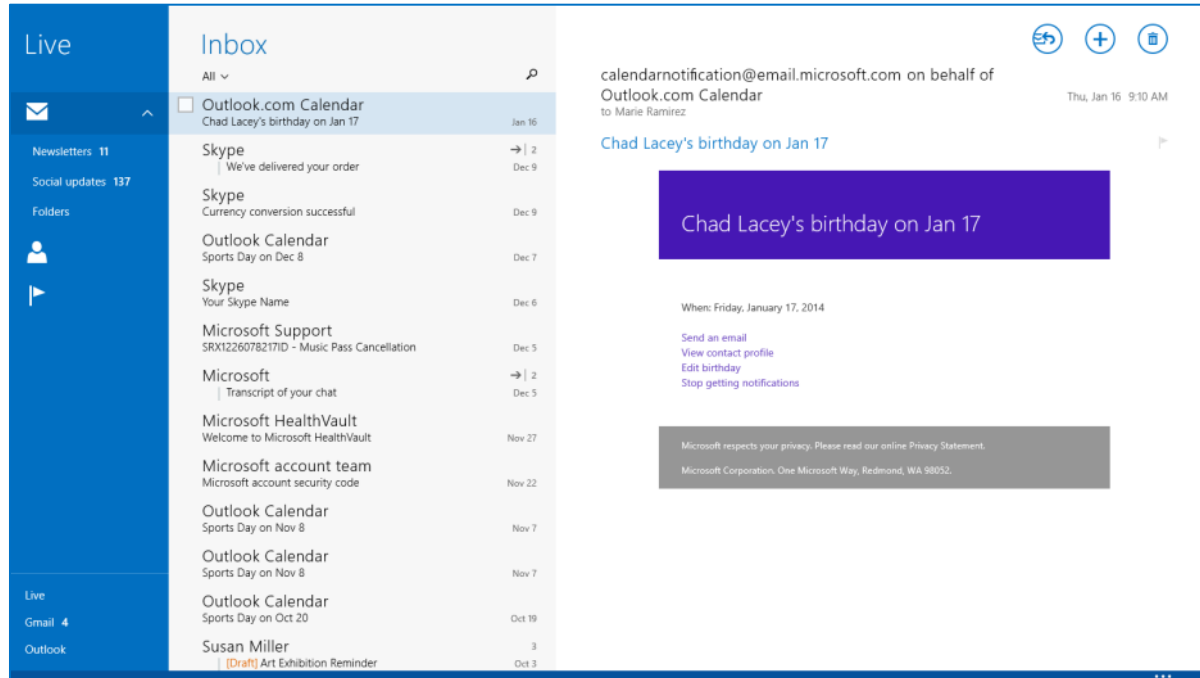 Live
Newsletters 11
Social updates 137
Folders
Live
Gmail 4
Outlook
Inbox
All
Outlook.com Calendar
Chad Lacey's birthday on Jan 17 Jan 16
Skype 2
We've delivered your order Dec 9
Skype
Currency conversion successful Dec 9
Outlook Calendar
Sports Day on Dec 8 Dec 7
Skype
Your Skype Name Dec 6
Microsoft Support
SRX1226078217ID - Music Pass Cancellation Dec 5
Microsoft 2
Transcript of your chat Dec 5
Microsoft HealthVault
Welcome to Microsoft HealthVault Nov 27
Microsoft account team
Microsoft account security code Nov 22
Outlook Calendar
Sports Day on Nov 8 Nov 7
Outlook Calendar
Sports Day on Nov 8 Nov 7
Outlook Calendar
Sports Day on Oct 20 Oct 19
Susan Miller 3
[Draft] Art Exhibition Reminder Oct 3
calendarnotification@email.microsoft.com on behalf of
Outlook.com Calendar Thu, Jan 16 9:10 AM
to Marie Ramirez
Chad Lacey's birthday on Jan 17
Chad Lacey's birthday on Jan 17
When: Friday, January 17, 2014
Send an email
View contact profile
Edit birthday
Stop getting notifications
Microsoft respects your privacy. Please read our online Privacy Statement.
Microsoft Corporation. One Microsoft Way, Redmond, WA 98052.